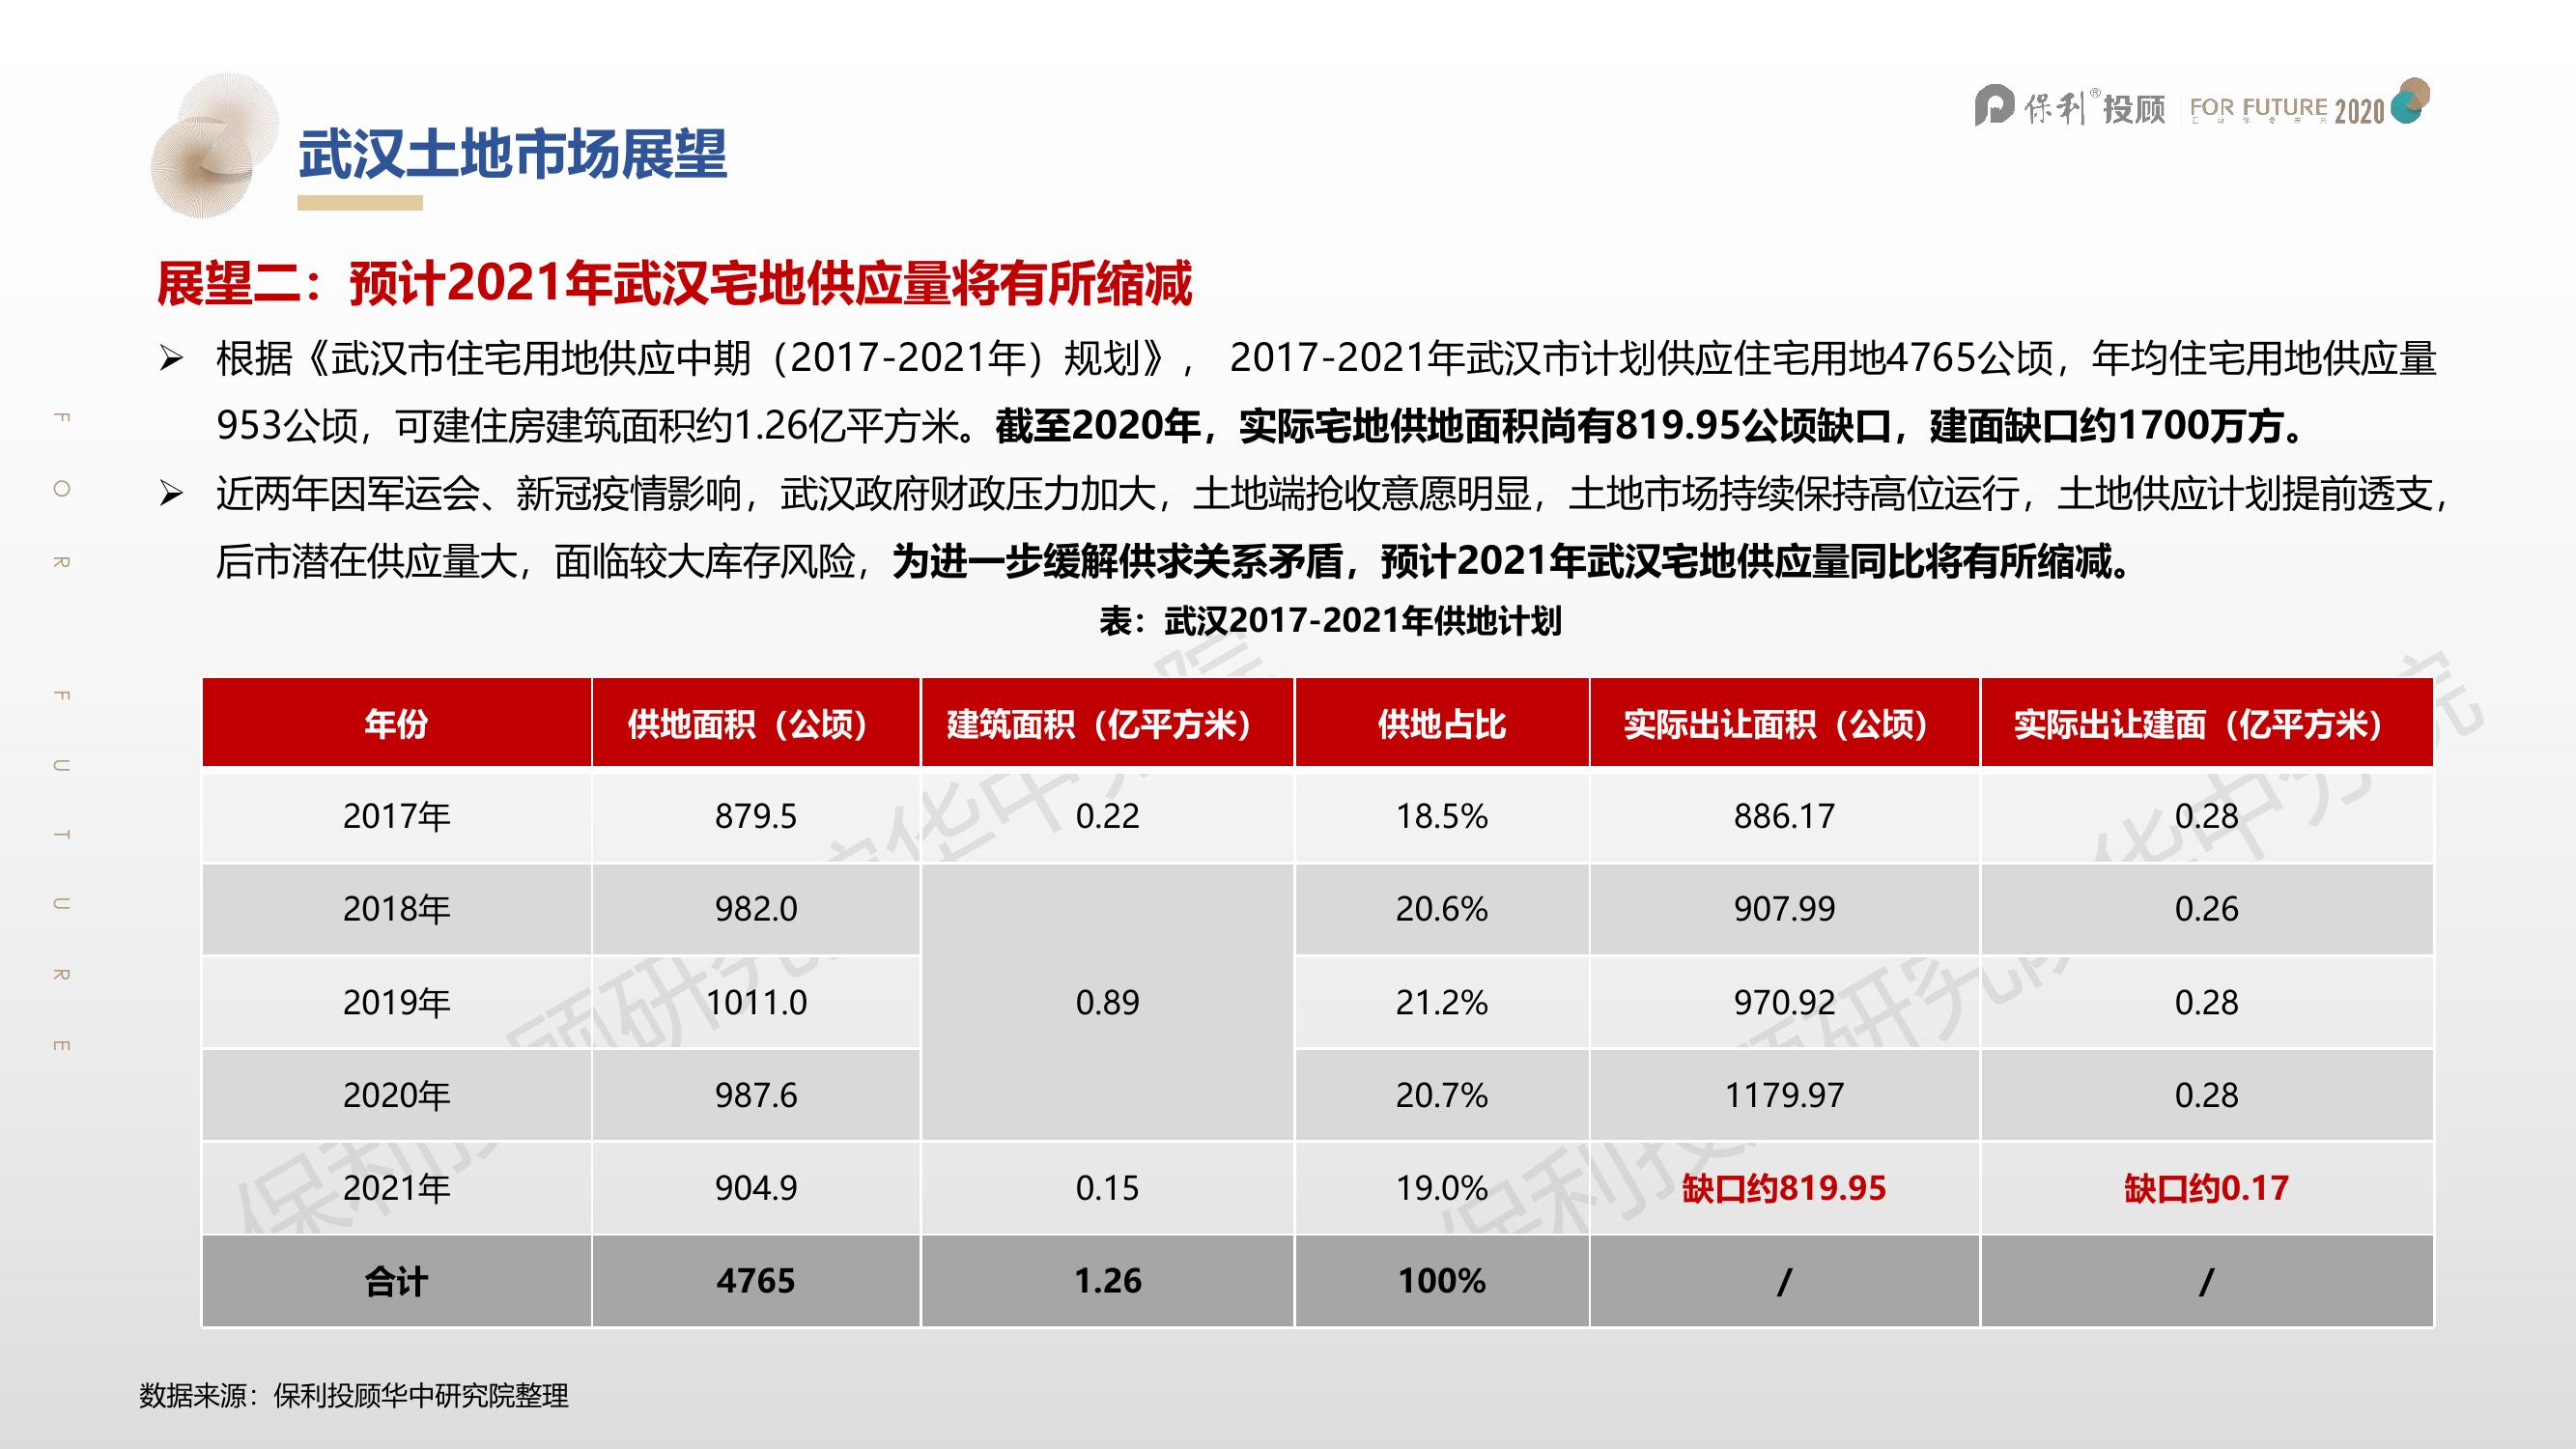 武汉土地市场展望
保利®投顾 FOR FUTURE 2020
展望二：预计2021年武汉宅地供应量将有所缩减
➢ 根据《武汉市住宅用地供应中期（2017-2021年）规划》， 2017-2021年武汉市计划供应住宅用地4765公顷，年均住宅用地供应量
953公顷，可建住房建筑面积约1.26亿平方米。截至2020年，实际宅地供地面积尚有819.95公顷缺口，建面缺口约1700万方。
➢ 近两年因军运会、新冠疫情影响，武汉政府财政压力加大，土地端抢收意愿明显，土地市场持续保持高位运行，土地供应计划提前透支，
后市潜在供应量大，面临较大库存风险，为进一步缓解供求关系矛盾，预计2021年武汉宅地供应量同比将有所缩减。
表：武汉2017-2021年供地计划
年份 供地面积（公顷） 建筑面积（亿平方米） 供地占比 实际出让面积（公顷） 实际出让建面（亿平方米）
2017年 879.5 0.22 18.5% 886.17 0.28
2018年 982.0 20.6% 907.99 0.26
2019年 1011.0 0.89 21.2% 970.92 0.28
2020年 987.6 20.7% 1179.97 0.28
2021年 904.9 0.15 19.0% 缺口约819.95 缺口约0.17
合计 4765 1.26 100% / /
数据来源：保利投顾华中研究院整理
FOR FUTURE